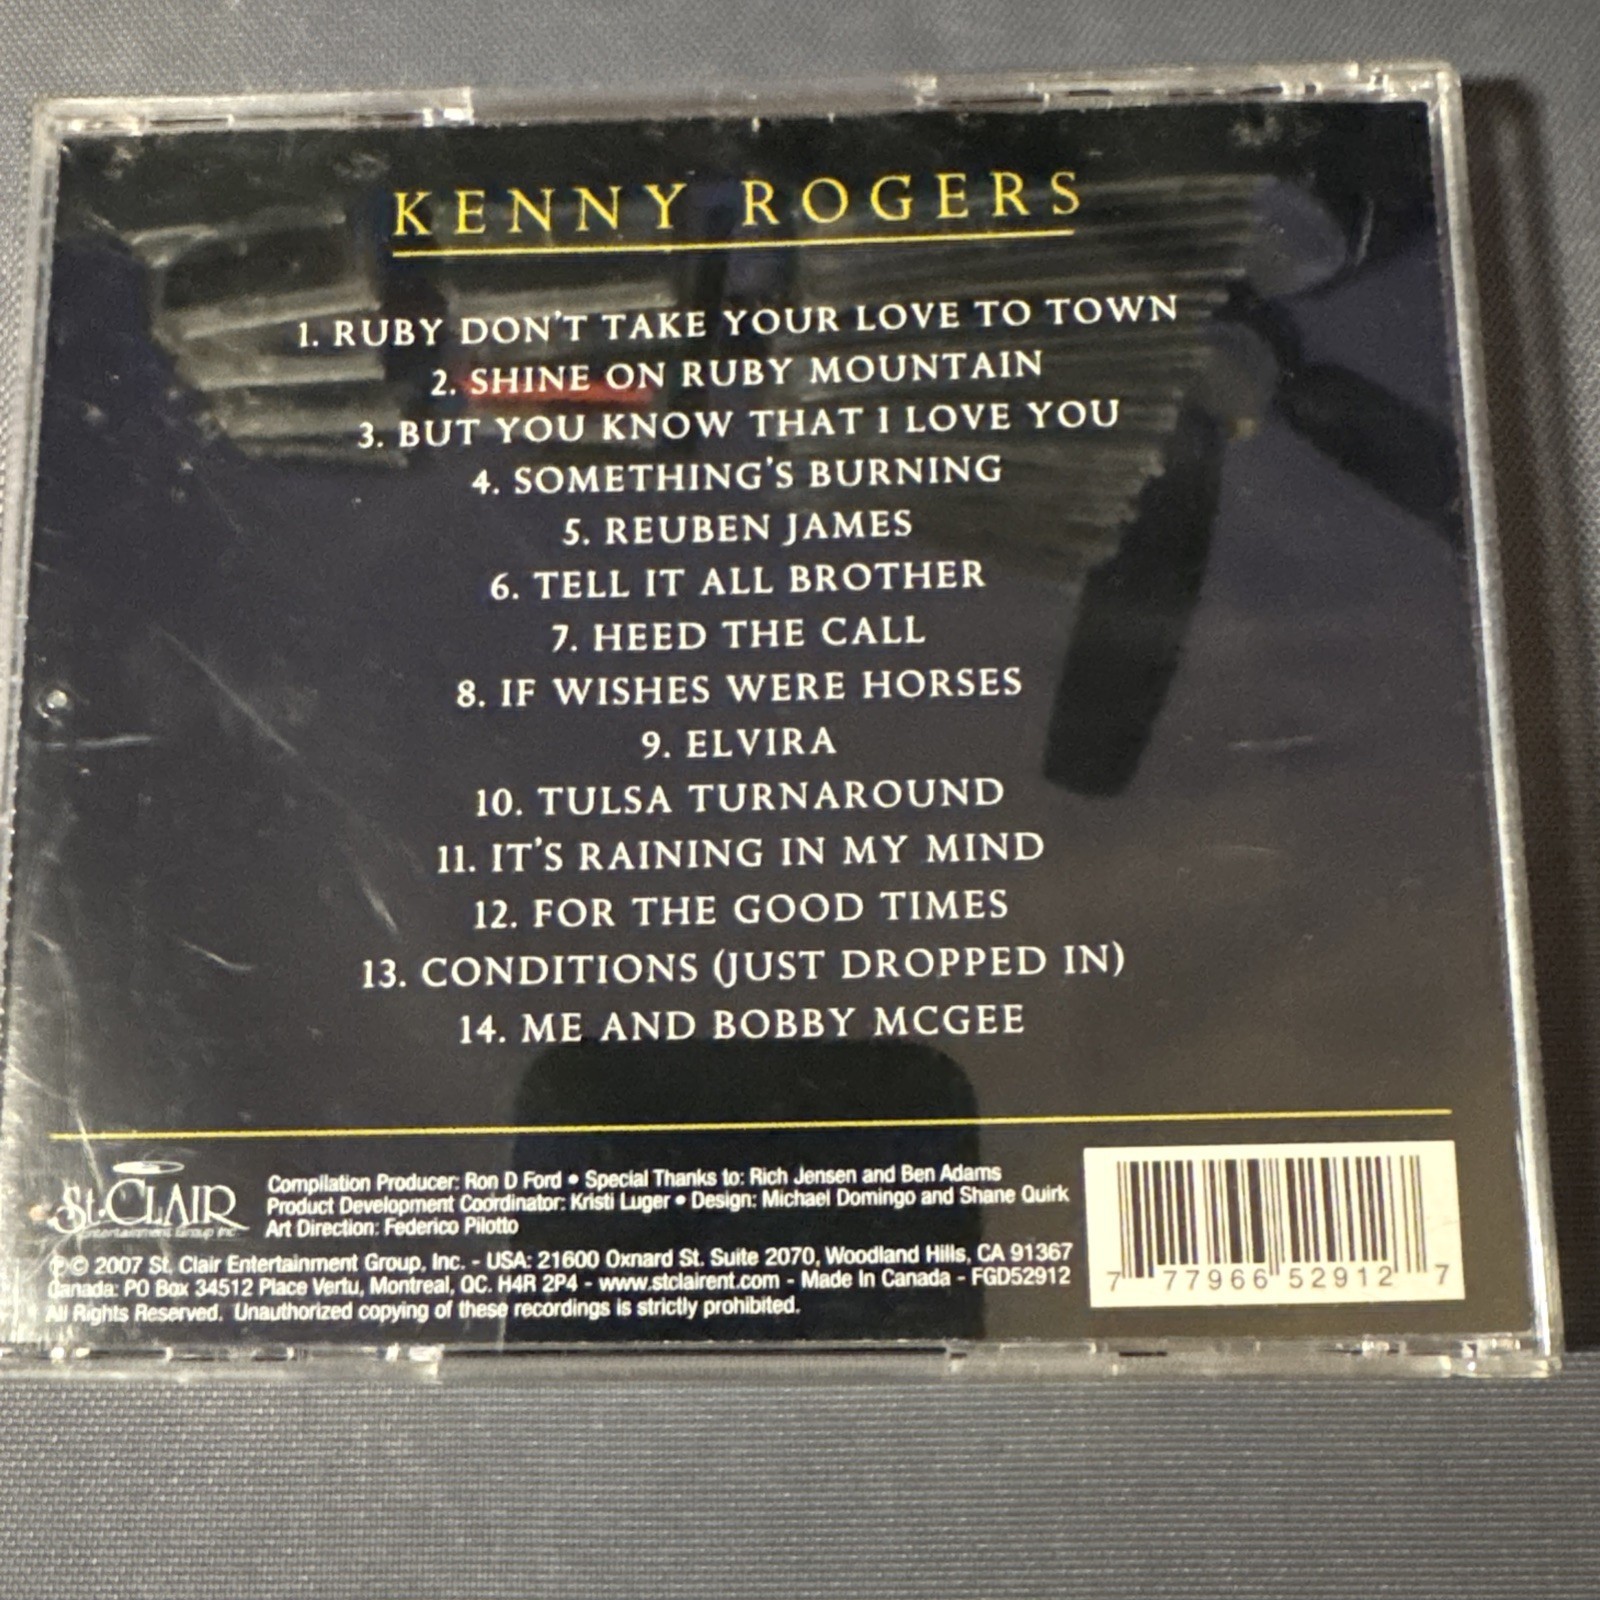 KENNY ROGERS
1. RUBY DON'T TAKE YOUR LOVE TO TOWN
2. SHINE ON RUBY MOUNTAIN
3. BUT YOU KNOW THAT I LOVE YOU
4. SOMETHING'S BURNING
5. REUBEN JAMES
6. TELL IT ALL BROTHER
7. HEED THE CALL
8. IF WISHES WERE HORSES
9. ELVIRA
10. TULSA TURNAROUND
11. IT'S RAINING IN MY MIND
12. FOR THE GOOD TIMES
13. CONDITIONS (JUST DROPPED IN)
14. ME AND BOBBY MCGEE
St. CLAIR
Entertainment Group Inc.
Compilation Producer: Ron D Ford • Special Thanks to: Rich Jensen and Ben Adams
Product Development Coordinator: Kristi Luger • Design: Michael Domingo and Shane Quirk
Art Direction: Federico Pilotto
℗ © 2007 St. Clair Entertainment Group, Inc. - USA: 21600 Oxnard St. Suite 2070, Woodland Hills, CA 91367
Canada: PO Box 34512 Place Vertu, Montreal, QC. H4R 2P4 - www.stclairent.com - Made In Canada - FGD52912
All Rights Reserved. Unauthorized copying of these recordings is strictly prohibited.
7 77966 52912 7